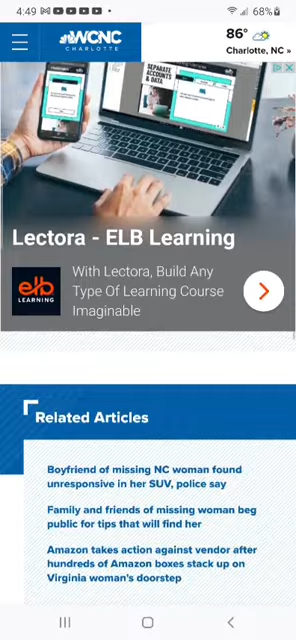 4:49
68%
WCNC
CHARLOTTE
86°
Charlotte, NC »
SEPARATE
ACCOUNTS
& DATA
Lectora - ELB Learning
elb
LEARNING
With Lectora, Build Any
Type Of Learning Course
Imaginable
Related Articles
Boyfriend of missing NC woman found
unresponsive in her SUV, police say
Family and friends of missing woman beg
public for tips that will find her
Amazon takes action against vendor after
hundreds of Amazon boxes stack up on
Virginia woman's doorstep